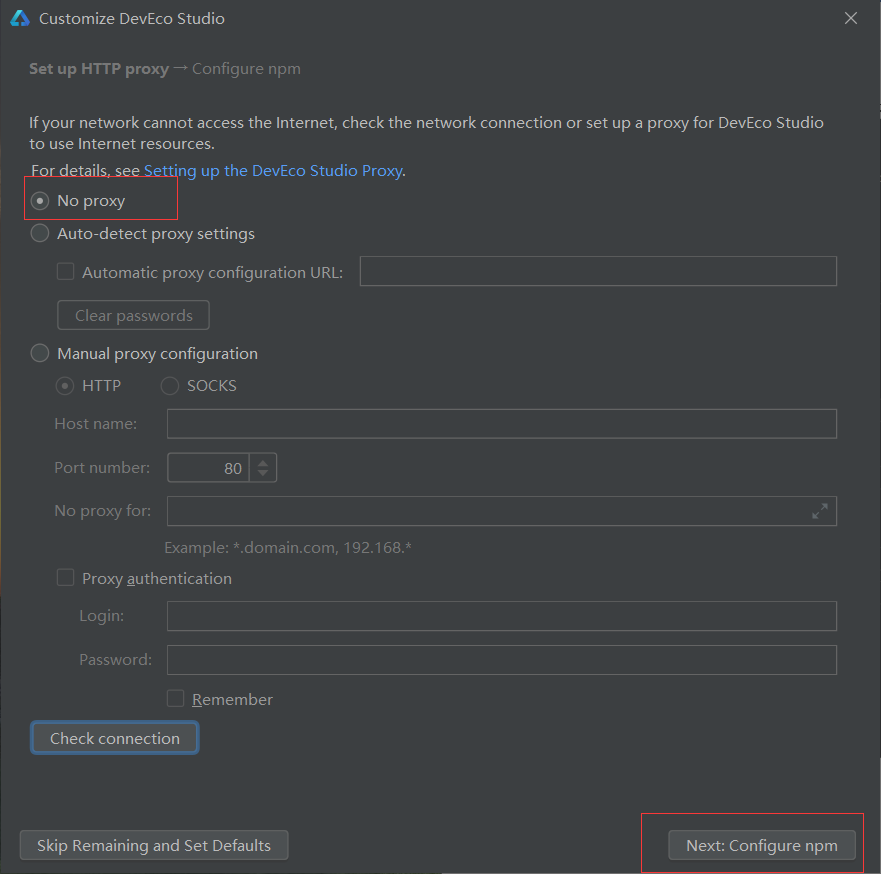 Customize DevEco Studio
Set up HTTP proxy → Configure npm
If your network cannot access the Internet, check the network connection or set up a proxy for DevEco Studio
to use Internet resources.
For details, see Setting up the DevEco Studio Proxy.
No proxy
Auto-detect proxy settings
Automatic proxy configuration URL:
Clear passwords
Manual proxy configuration
HTTP SOCKS
Host name:
Port number: 80
No proxy for:
Example: *.domain.com, 192.168.*
Proxy authentication
Login:
Password:
Remember
Check connection
Skip Remaining and Set Defaults Next: Configure npm